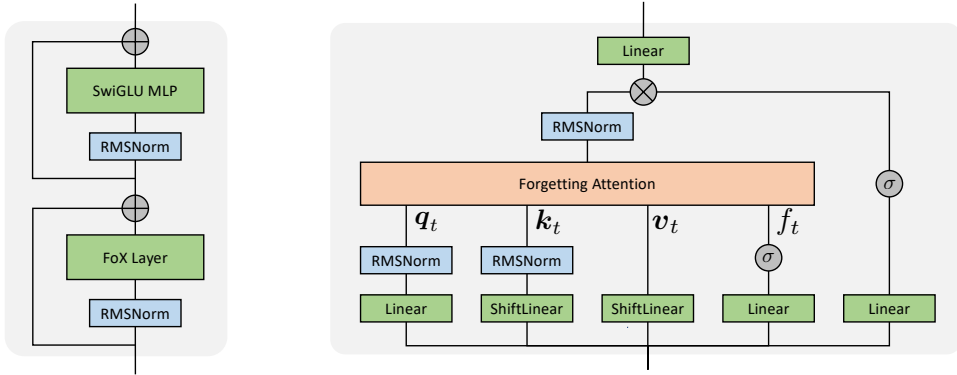 SwiGLU MLP
RMSNorm
FoX Layer
RMSNorm
Linear
RMSNorm
σ
Forgetting Attention
q_t k_t v_t f_t
RMSNorm RMSNorm σ
Linear ShiftLinear ShiftLinear Linear Linear